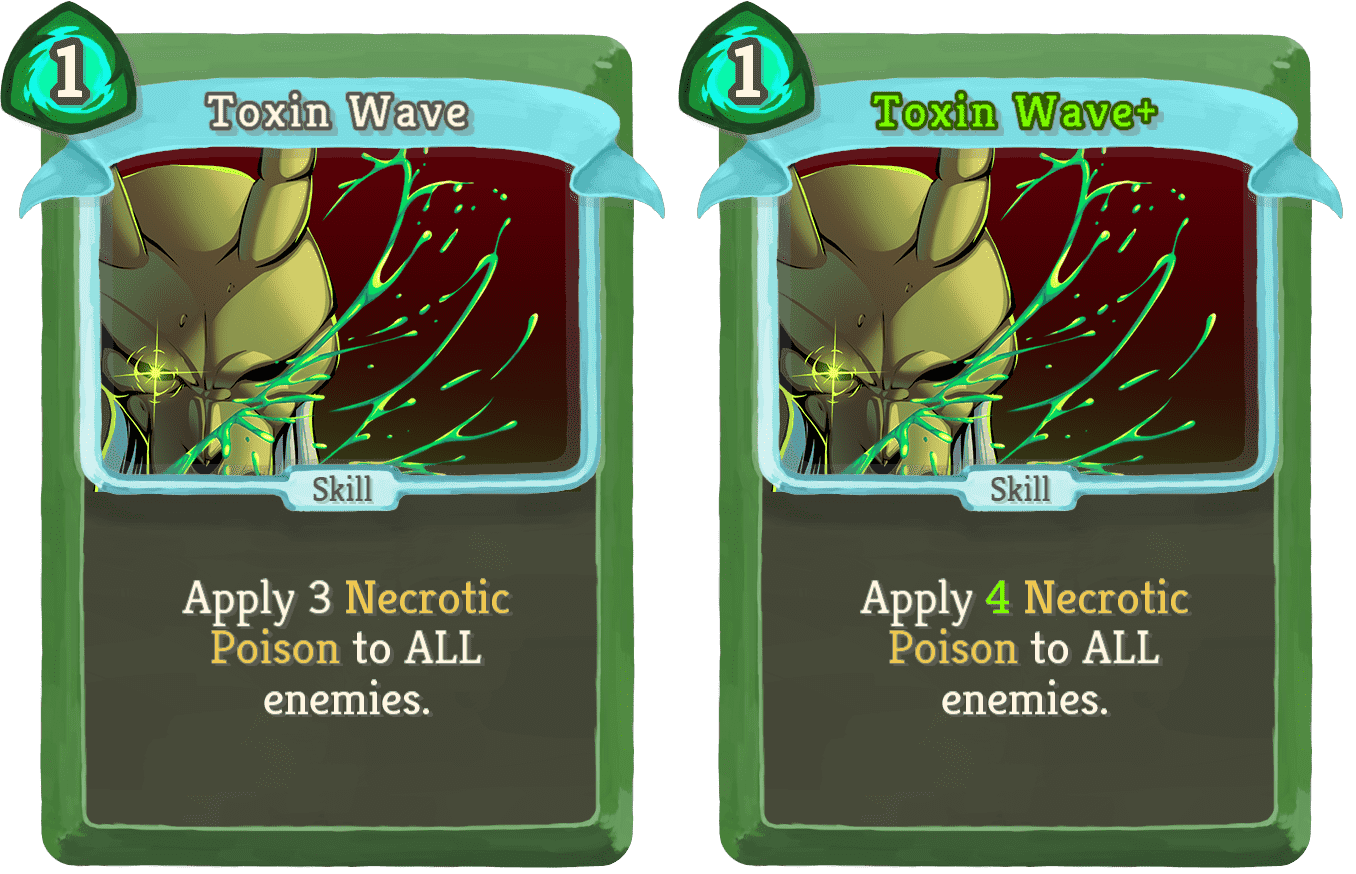 1
Toxin Wave
Skill
Apply 3 Necrotic
Poison to ALL
enemies.
1
Toxin Wave+
Skill
Apply 4 Necrotic
Poison to ALL
enemies.